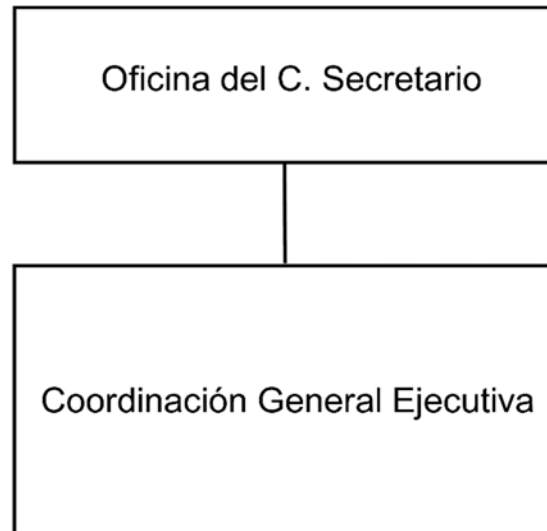 Oficina del C. Secretario
Coordinación General Ejecutiva